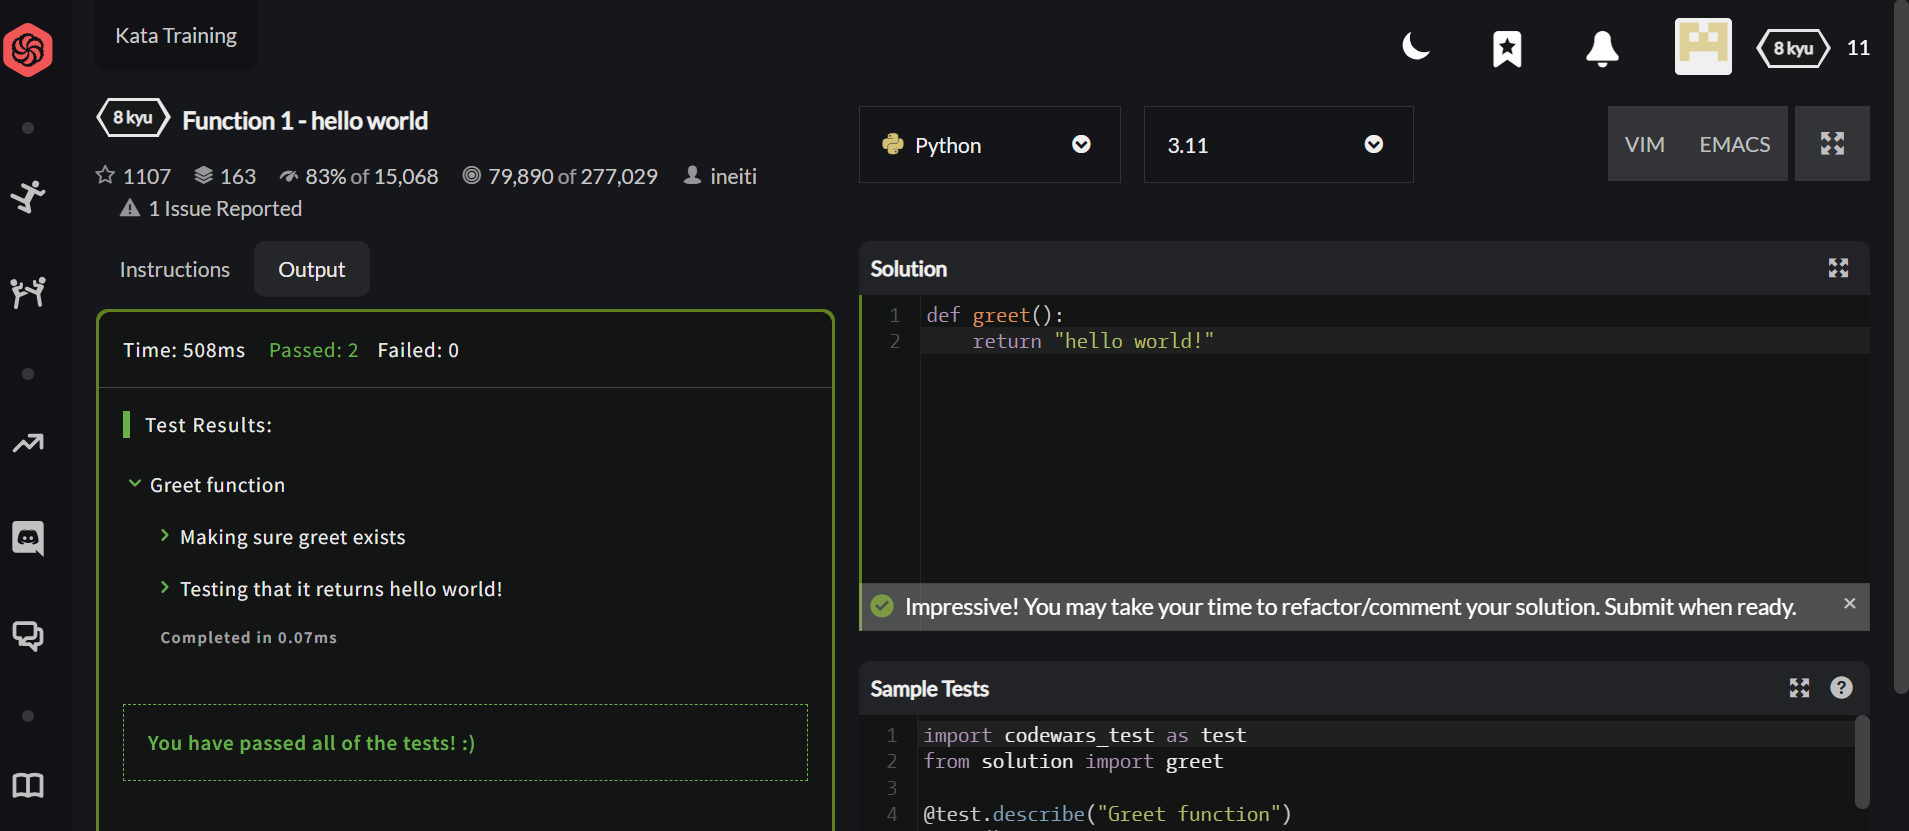 Kata Training
8 kyu
11
8 kyu
Function 1 - hello world
1107
163
83% of 15,068
79,890 of 277,029
ineiti
1 Issue Reported
Python
3.11
VIM
EMACS
Instructions
Output
Time: 508ms Passed: 2 Failed: 0
Test Results:
Greet function
Making sure greet exists
Testing that it returns hello world!
Completed in 0.07ms
You have passed all of the tests! :)
Solution
1 def greet():
2     return "hello world!"
Impressive! You may take your time to refactor/comment your solution. Submit when ready.
Sample Tests
1 import codewars_test as test
2 from solution import greet
3
4 @test.describe("Greet function")